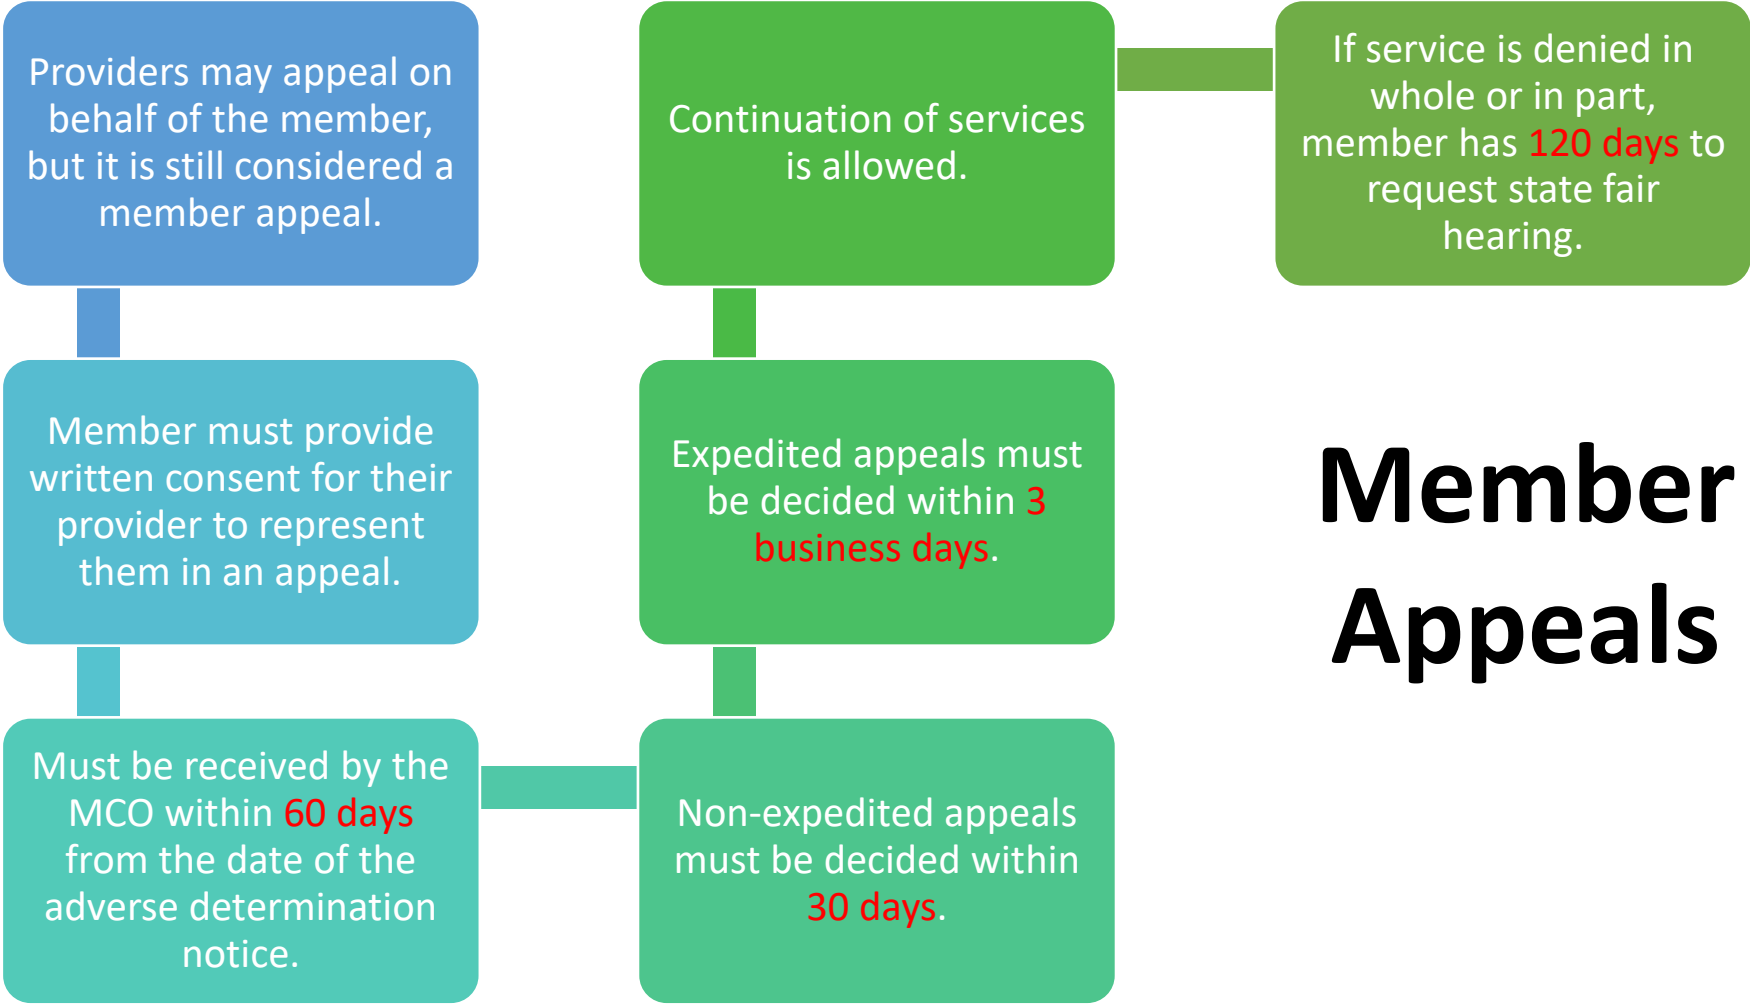 Providers may appeal on
behalf of the member,
but it is still considered a
member appeal.
Member must provide
written consent for their
provider to represent
them in an appeal.
Must be received by the
MCO within 60 days
from the date of the
adverse determination
notice.
Non-expedited appeals
must be decided within
30 days.
Expedited appeals must
be decided within 3
business days.
Continuation of services
is allowed.
If service is denied in
whole or in part,
member has 120 days to
request state fair
hearing.
Member
Appeals